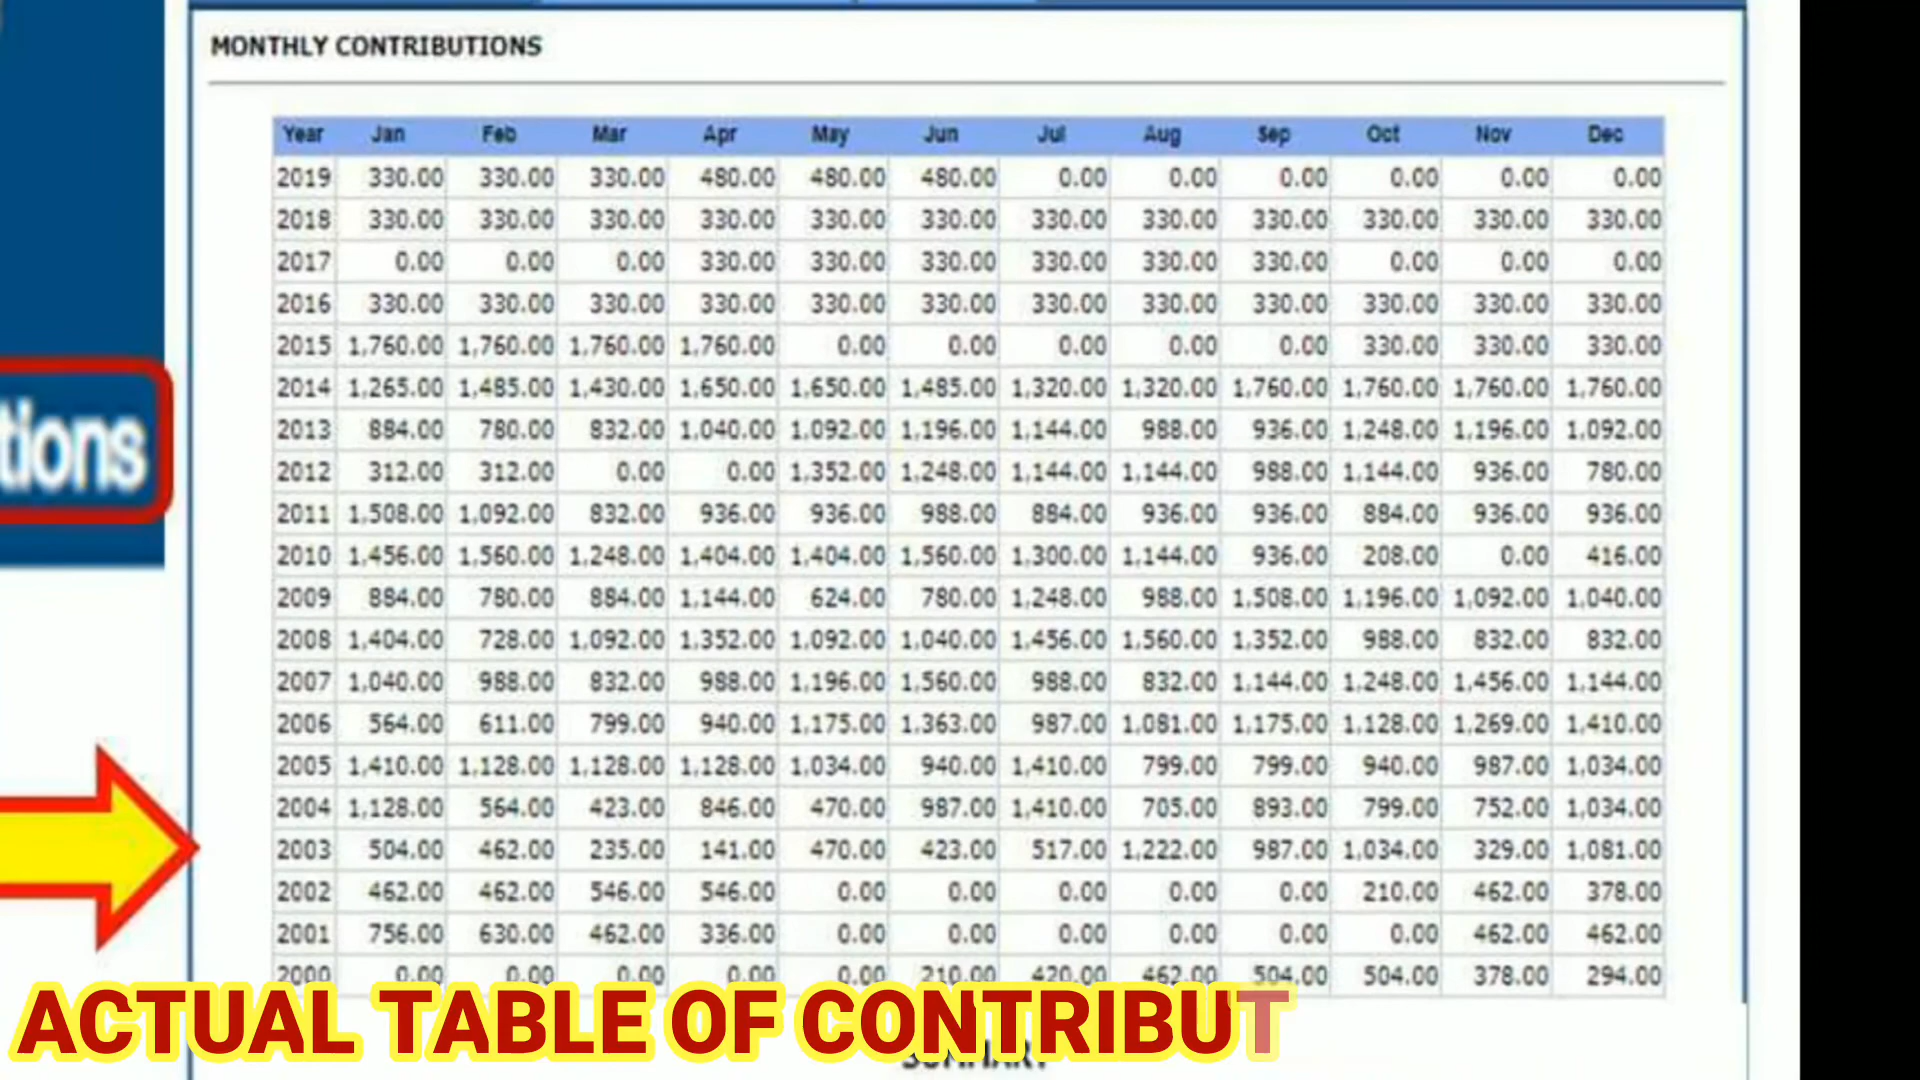 MONTHLY CONTRIBUTIONS
Year Jan Feb Mar Apr May Jun Jul Aug Sep Oct Nov Dec
2019 330.00 330.00 330.00 480.00 480.00 480.00 0.00 0.00 0.00 0.00 0.00 0.00
2018 330.00 330.00 330.00 330.00 330.00 330.00 330.00 330.00 330.00 330.00 330.00 330.00
2017 0.00 0.00 0.00 330.00 330.00 330.00 330.00 330.00 330.00 0.00 0.00 0.00
2016 330.00 330.00 330.00 330.00 330.00 330.00 330.00 330.00 330.00 330.00 330.00 330.00
2015 1,760.00 1,760.00 1,760.00 1,760.00 0.00 0.00 0.00 0.00 0.00 330.00 330.00 330.00
2014 1,265.00 1,485.00 1,430.00 1,650.00 1,650.00 1,485.00 1,320.00 1,320.00 1,760.00 1,760.00 1,760.00 1,760.00
2013 884.00 780.00 832.00 1,040.00 1,092.00 1,196.00 1,144.00 988.00 936.00 1,248.00 1,196.00 1,092.00
tions
2012 312.00 312.00 0.00 0.00 1,352.00 1,248.00 1,144.00 1,144.00 988.00 1,144.00 936.00 780.00
2011 1,508.00 1,092.00 832.00 936.00 936.00 988.00 884.00 936.00 936.00 884.00 936.00 936.00
2010 1,456.00 1,560.00 1,248.00 1,404.00 1,404.00 1,560.00 1,300.00 1,144.00 936.00 208.00 0.00 416.00
2009 884.00 780.00 884.00 1,144.00 624.00 780.00 1,248.00 988.00 1,508.00 1,196.00 1,092.00 1,040.00
2008 1,404.00 728.00 1,092.00 1,352.00 1,092.00 1,040.00 1,456.00 1,560.00 1,352.00 988.00 832.00 832.00
2007 1,040.00 988.00 832.00 988.00 1,196.00 1,560.00 988.00 832.00 1,144.00 1,248.00 1,456.00 1,144.00
2006 564.00 611.00 799.00 940.00 1,175.00 1,363.00 987.00 1,081.00 1,175.00 1,128.00 1,269.00 1,410.00
2005 1,410.00 1,128.00 1,128.00 1,128.00 1,034.00 940.00 1,410.00 799.00 799.00 940.00 987.00 1,034.00
2004 1,128.00 564.00 423.00 846.00 470.00 987.00 1,410.00 705.00 893.00 799.00 752.00 1,034.00
2003 504.00 462.00 235.00 141.00 470.00 423.00 517.00 1,222.00 987.00 1,034.00 329.00 1,081.00
2002 462.00 462.00 546.00 546.00 0.00 0.00 0.00 0.00 0.00 210.00 462.00 378.00
2001 756.00 630.00 462.00 336.00 0.00 0.00 0.00 0.00 0.00 0.00 462.00 462.00
2000 0.00 0.00 0.00 0.00 0.00 210.00 420.00 462.00 504.00 504.00 378.00 294.00
ACTUAL TABLE OF CONTRIBUT